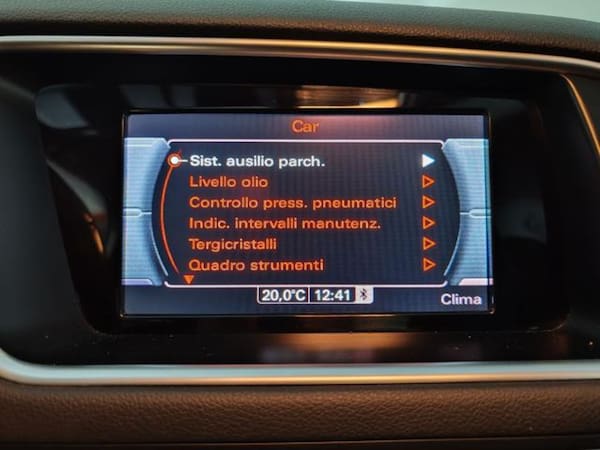 Car
Sist. ausilio parch.
Livello olio
Controllo press. pneumatici
Indic. intervalli manutenz.
Tergicristalli
Quadro strumenti
20,0°C 12:41
Clima